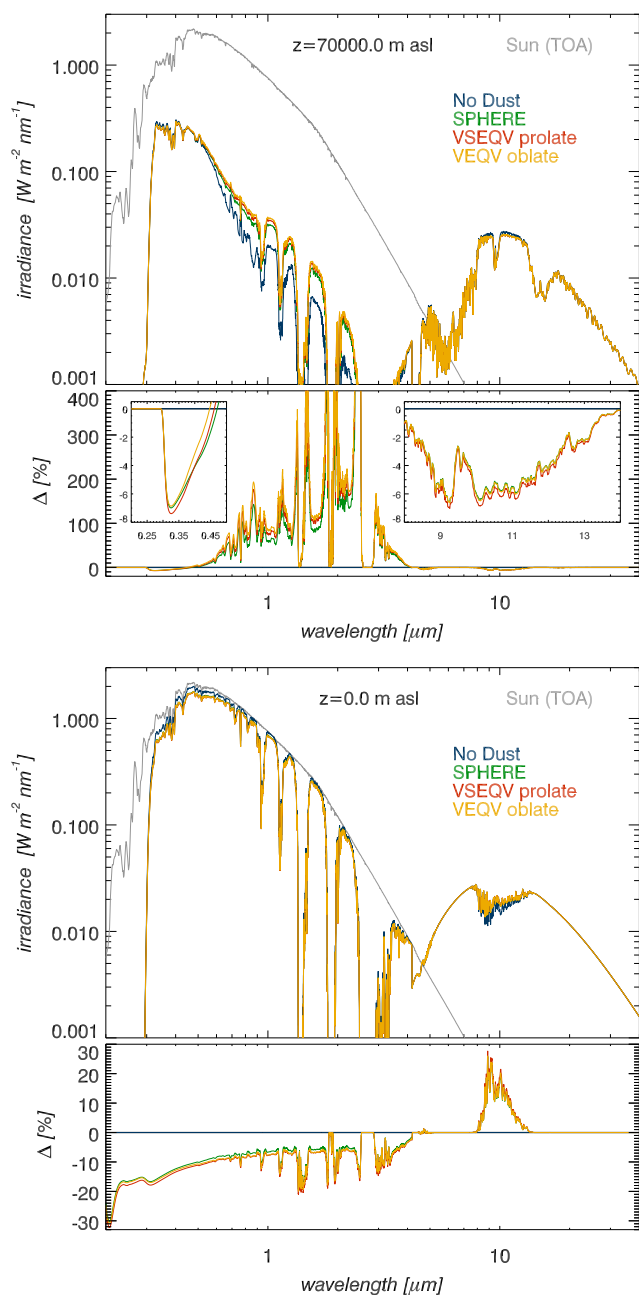 z=70000.0 m asl
Sun (TOA)
No Dust
SPHERE
VSEQV prolate
VEQV oblate
irradiance [W m-2 nm-1]
1.000
0.100
0.010
0.001
Δ [%]
400
300
200
100
0
0
-2
-4
-6
-8
0.25 0.35 0.45
0
-2
-4
-6
-8
9 11 13
1 10
wavelength [μm]
z=0.0 m asl
Sun (TOA)
No Dust
SPHERE
VSEQV prolate
VEQV oblate
irradiance [W m-2 nm-1]
1.000
0.100
0.010
0.001
Δ [%]
30
20
10
0
-10
-20
-30
1 10
wavelength [μm]